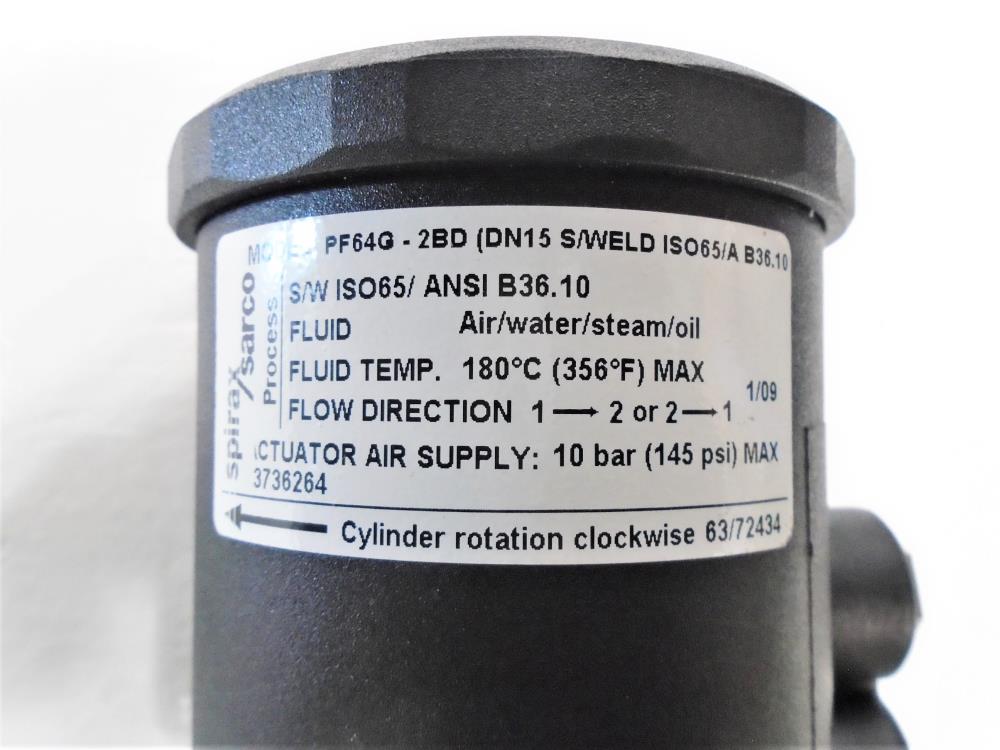 MODEL PF64G - 2BD (DN15 S/WELD ISO65/A B36.10
spirax
/sarco
Process
S/W ISO65/ ANSI B36.10
FLUID Air/water/steam/oil
FLUID TEMP. 180°C (356°F) MAX
FLOW DIRECTION 1 → 2 or 2 → 1 1/09
ACTUATOR AIR SUPPLY: 10 bar (145 psi) MAX
3736264
← Cylinder rotation clockwise 63/72434